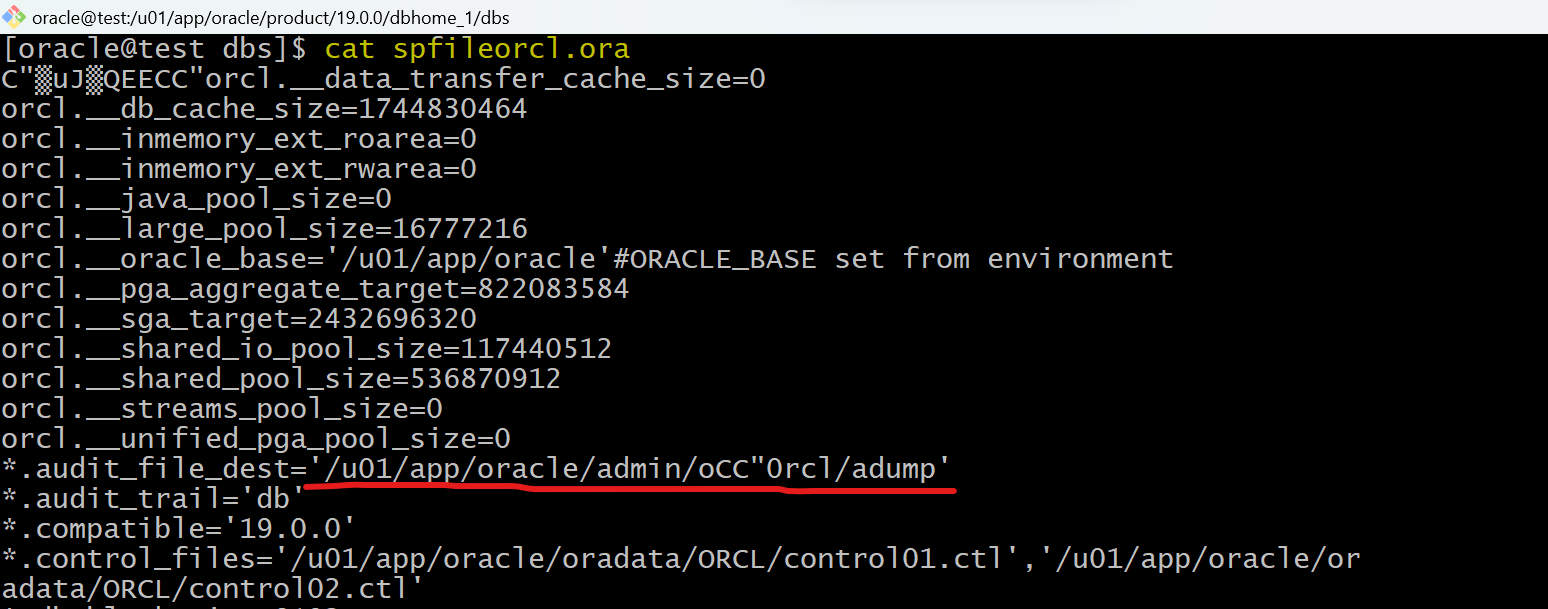 oracle@test:/u01/app/oracle/product/19.0.0/dbhome_1/dbs
[oracle@test dbs]$ cat spfileorcl.ora
C"▒uJ▒QEECC"orcl.__data_transfer_cache_size=0
orcl.__db_cache_size=1744830464
orcl.__inmemory_ext_roarea=0
orcl.__inmemory_ext_rwarea=0
orcl.__java_pool_size=0
orcl.__large_pool_size=16777216
orcl.__oracle_base='/u01/app/oracle'#ORACLE_BASE set from environment
orcl.__pga_aggregate_target=822083584
orcl.__sga_target=2432696320
orcl.__shared_io_pool_size=117440512
orcl.__shared_pool_size=536870912
orcl.__streams_pool_size=0
orcl.__unified_pga_pool_size=0
*.audit_file_dest='/u01/app/oracle/admin/oCC"0rcl/adump'
*.audit_trail='db'
*.compatible='19.0.0'
*.control_files='/u01/app/oracle/oradata/ORCL/control01.ctl','/u01/app/oracle/or
adata/ORCL/control02.ctl'